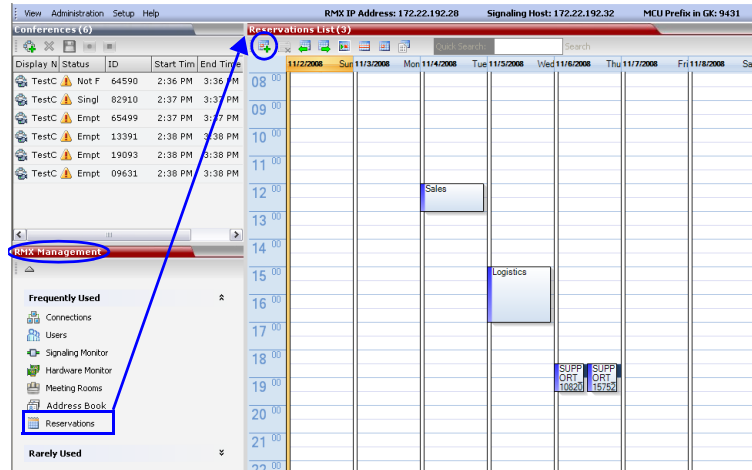 View Administration Setup Help RMX IP Address: 172.22.192.28 Signaling Host: 172.22.192.32 MCU Prefix in GK: 9431
Conferences (6)
Display N Status ID Start Tim End Time
TestC Not F 64590 2:36 PM 3:36 PM
TestC Singl 82910 2:37 PM 3:37 PM
TestC Empt 65499 2:37 PM 3:37 PM
TestC Empt 13391 2:38 PM 3:38 PM
TestC Empt 19093 2:38 PM 3:38 PM
TestC Empt 09631 2:38 PM 3:38 PM
RMX Management
Frequently Used
Connections
Users
Signaling Monitor
Hardware Monitor
Meeting Rooms
Address Book
Reservations
Rarely Used
Reservations List (3)
Quick Search: Search
11/2/2008 Sun 11/3/2008 Mon 11/4/2008 Tue 11/5/2008 Wed 11/6/2008 Thu 11/7/2008 Fri 11/8/2008 Sa
08 00
09 00
10 00
11 00
12 00
Sales
13 00
14 00
15 00
Logistics
16 00
17 00
18 00
SUPP
ORT_
10820
SUPP
ORT_
15752
19 00
20 00
21 00
22 00